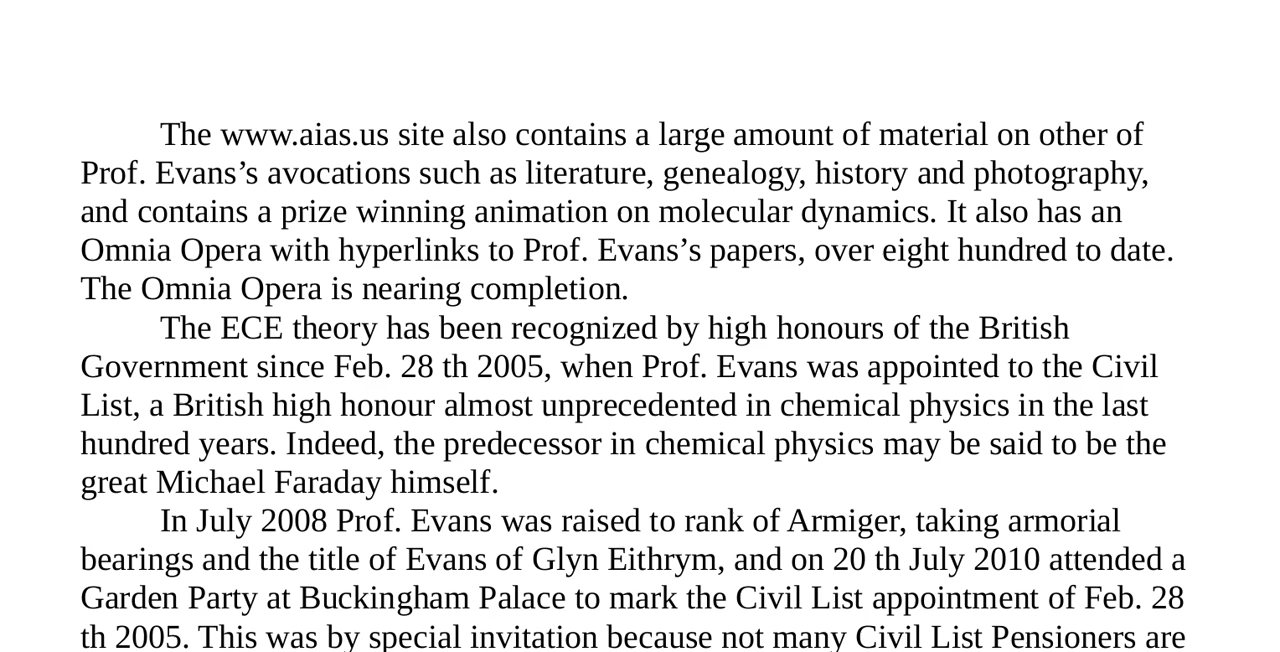 The www.aias.us site also contains a large amount of material on other of
Prof. Evans’s avocations such as literature, genealogy, history and photography,
and contains a prize winning animation on molecular dynamics. It also has an
Omnia Opera with hyperlinks to Prof. Evans’s papers, over eight hundred to date.
The Omnia Opera is nearing completion.
The ECE theory has been recognized by high honours of the British
Government since Feb. 28 th 2005, when Prof. Evans was appointed to the Civil
List, a British high honour almost unprecedented in chemical physics in the last
hundred years. Indeed, the predecessor in chemical physics may be said to be the
great Michael Faraday himself.
In July 2008 Prof. Evans was raised to rank of Armiger, taking armorial
bearings and the title of Evans of Glyn Eithrym, and on 20 th July 2010 attended a
Garden Party at Buckingham Palace to mark the Civil List appointment of Feb. 28
th 2005. This was by special invitation because not many Civil List Pensioners are